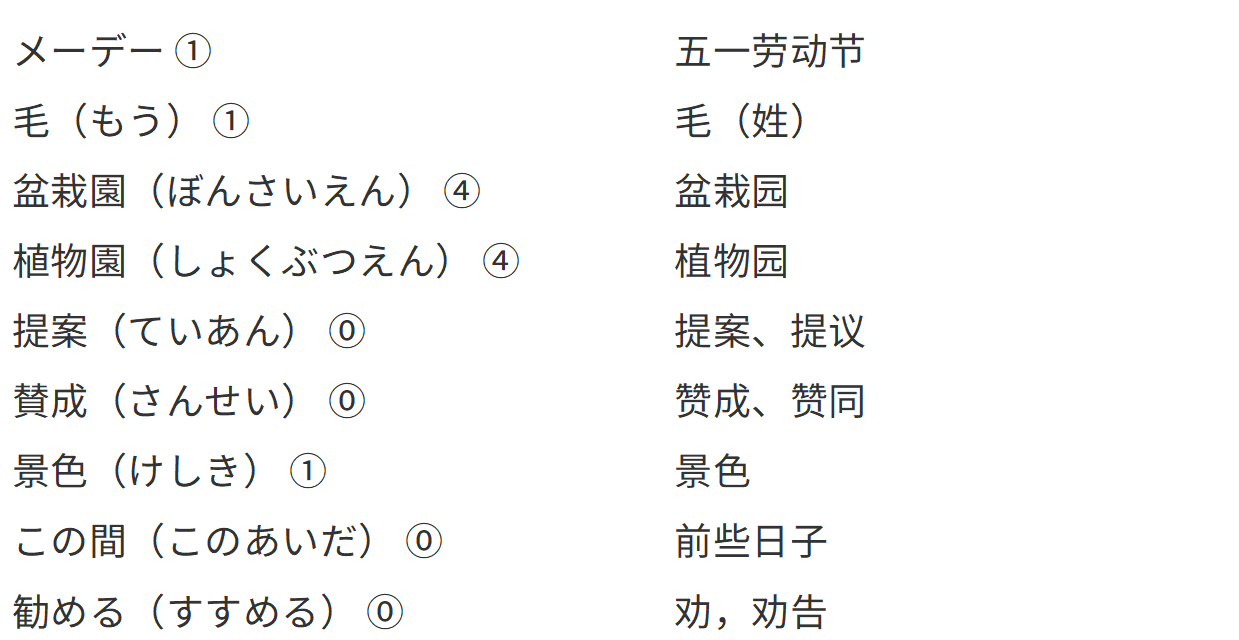 メーデー ① 五一劳动节
毛（もう） ① 毛（姓）
盆栽園（ぼんさいえん） ④ 盆栽园
植物園（しょくぶつえん） ④ 植物园
提案（ていあん） ⓪ 提案、提议
賛成（さんせい） ⓪ 赞成、赞同
景色（けしき） ① 景色
この間（このあいだ） ⓪ 前些日子
勧める（すすめる） ⓪ 劝，劝告